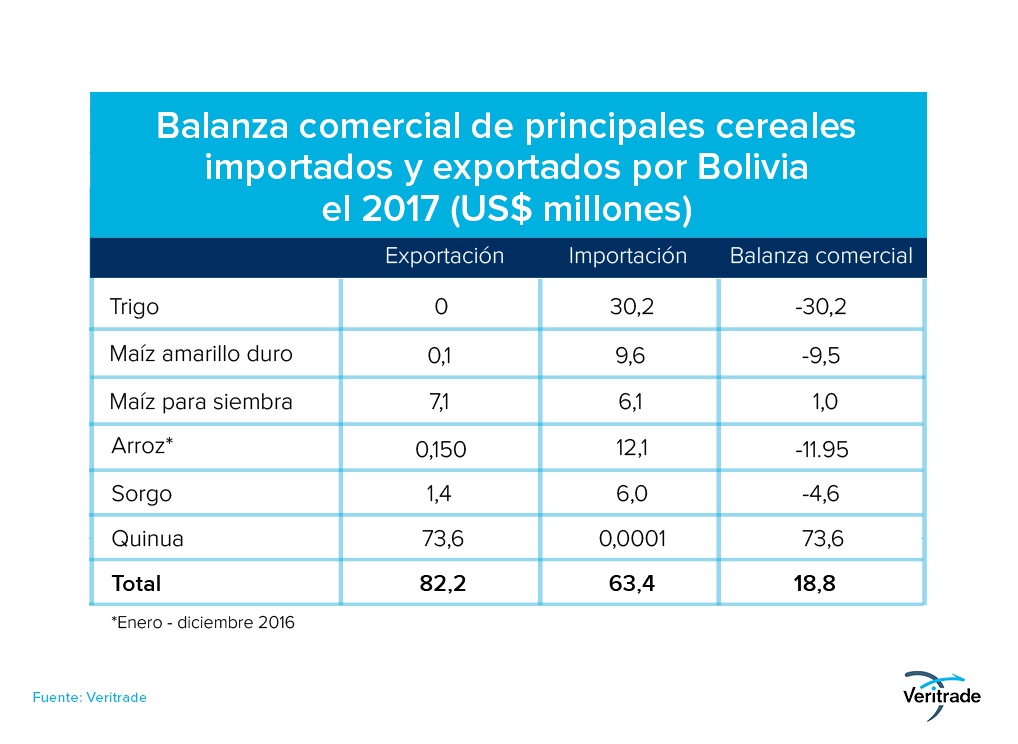 Balanza comercial de principales cereales
importados y exportados por Bolivia
el 2017 (US$ millones)
Exportación Importación Balanza comercial
Trigo 0 30,2 -30,2
Maíz amarillo duro 0,1 9,6 -9,5
Maíz para siembra 7,1 6,1 1,0
Arroz* 0,150 12,1 -11.95
Sorgo 1,4 6,0 -4,6
Quinua 73,6 0,0001 73,6
Total 82,2 63,4 18,8
*Enero - diciembre 2016
Fuente: Veritrade
Veritrade